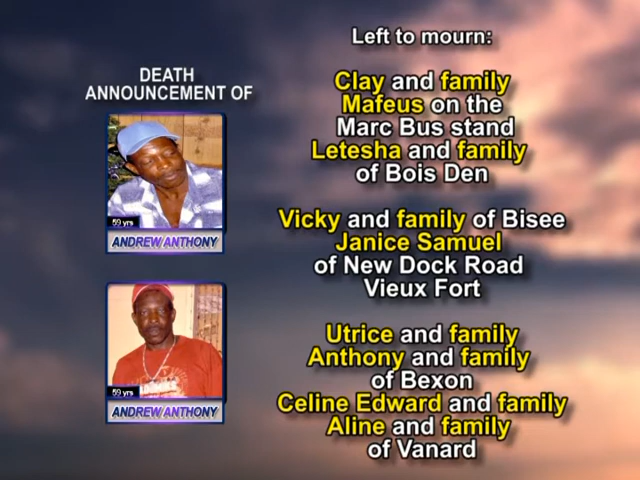 DEATH
ANNOUNCEMENT OF
59 yrs
ANDREW ANTHONY
59 yrs
ANDREW ANTHONY
Left to mourn:
Clay and family
Mafeus on the
Marc Bus stand
Letesha and family
of Bois Den
Vicky and family of Bisee
Janice Samuel
of New Dock Road
Vieux Fort
Utrice and family
Anthony and family
of Bexon
Celine Edward and family
Aline and family
of Vanard